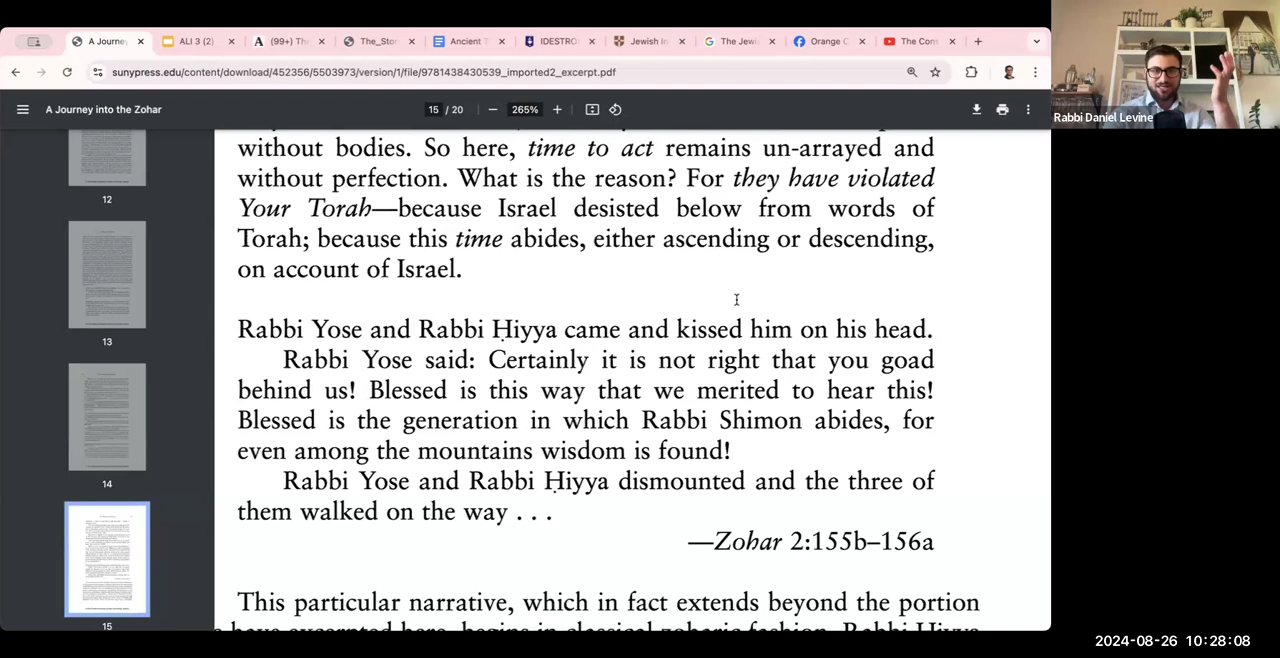 A Journey
ALI 3 (2)
(99+) The
The_Stor
Ancient T
IDESTRO
Jewish In
The Jewi
Orange C
The Cons
sunypress.edu/content/download/452356/5503973/version/1/file/9781438430539_imported2_excerpt.pdf
A Journey into the Zohar
15 / 20
265%
Rabbi Daniel Levine
12
13
14
15
without bodies. So here, time to act remains un-arrayed and
without perfection. What is the reason? For they have violated
Your Torah—because Israel desisted below from words of
Torah; because this time abides, either ascending or descending,
on account of Israel.
Rabbi Yose and Rabbi Ḥiyya came and kissed him on his head.
Rabbi Yose said: Certainly it is not right that you goad
behind us! Blessed is this way that we merited to hear this!
Blessed is the generation in which Rabbi Shimon abides, for
even among the mountains wisdom is found!
Rabbi Yose and Rabbi Ḥiyya dismounted and the three of
them walked on the way . . .
—Zohar 2:155b–156a
This particular narrative, which in fact extends beyond the portion
2024-08-26 10:28:08